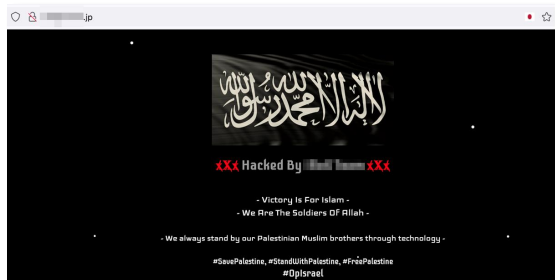 .jp
لا إله إلا الله محمد رسول الله
xXx Hacked By xXx
- Victory Is For Islam -
- We Are The Soldiers Of Allah -
- We always stand by our Palestinian Muslim brothers through technology -
#SavePalestine, #StandWithPalestine, #FreePalestine
#OpIsrael